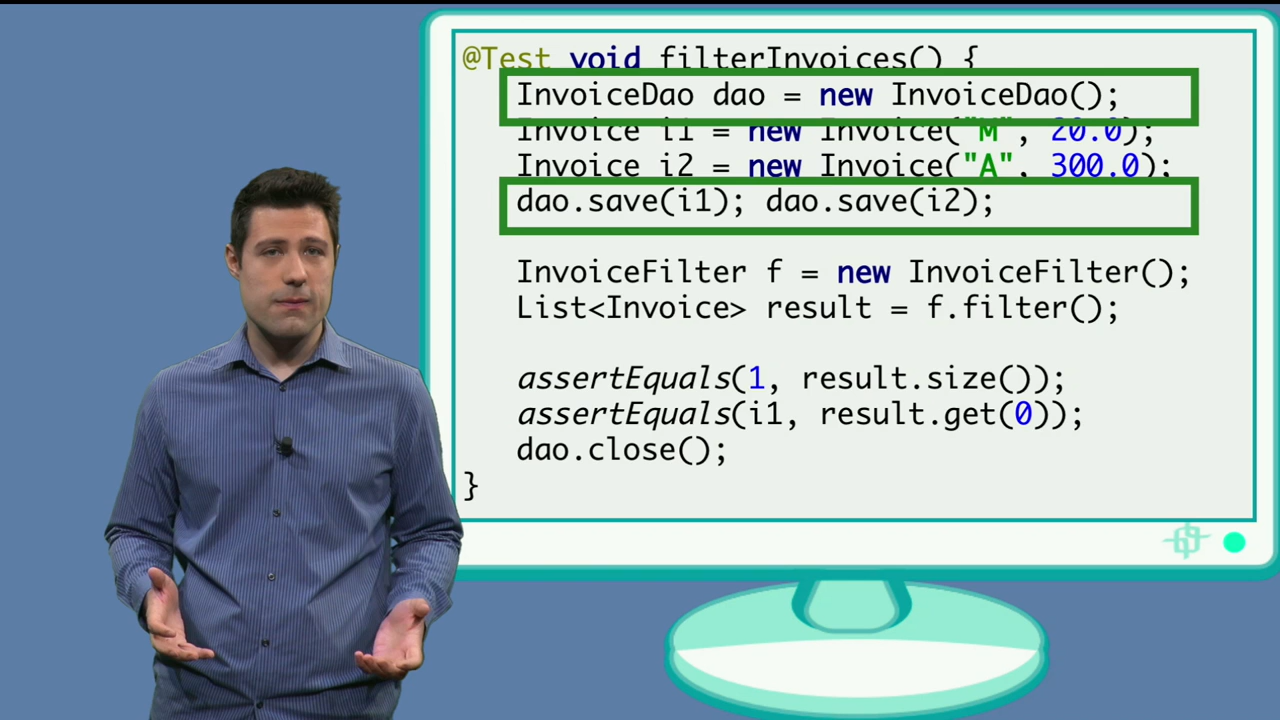 @Test void filterInvoices() {
InvoiceDao dao = new InvoiceDao();
Invoice i1 = new Invoice("M", 20.0);
Invoice i2 = new Invoice("A", 300.0);
dao.save(i1); dao.save(i2);
InvoiceFilter f = new InvoiceFilter();
List<Invoice> result = f.filter();
assertEquals(1, result.size());
assertEquals(i1, result.get(0));
dao.close();
}